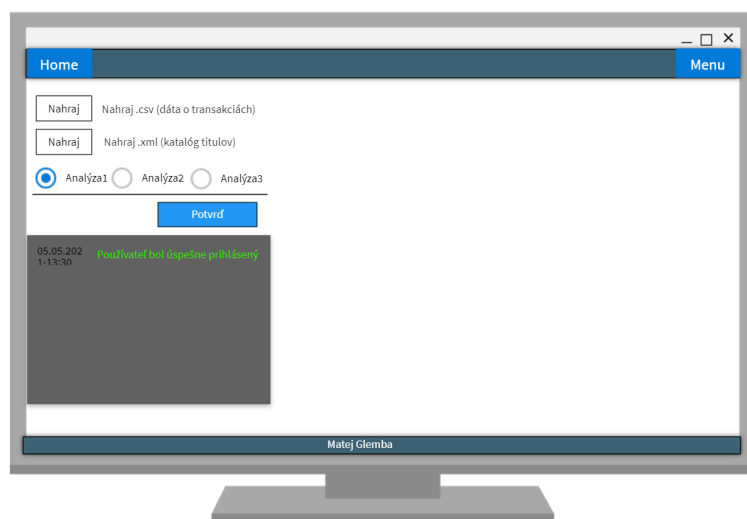 Home
Menu
Nahraj
Nahraj .csv (dáta o transakciách)
Nahraj
Nahraj .xml (katalóg titulov)
Analýza1
Analýza2
Analýza3
Potvrď
05.05.202
1-13:30
Používateľ bol úspešne prihlásený
Matej Glemba